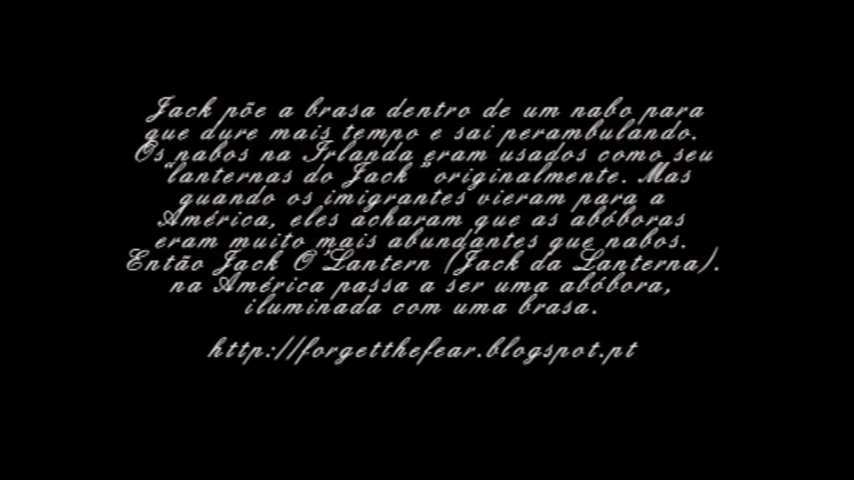 Jack põe a brasa dentro de um nabo para
que dure mais tempo e sai perambulando.
Os nabos na Irlanda eram usados como seu
"lanternas do Jack" originalmente. Mas
quando os imigrantes vieram para a
América, eles acharam que as abóboras
eram muito mais abundantes que nabos.
Então Jack O'Lantern (Jack da Lanterna).
na América passa a ser uma abóbora,
iluminada com uma brasa.
http://forgetthefear.blogspot.pt